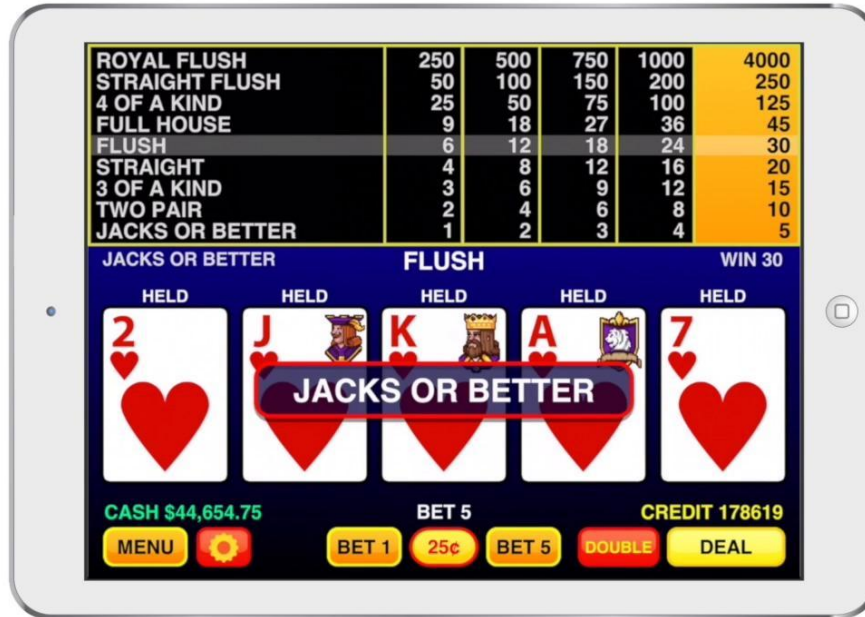 ROYAL FLUSH 250 500 750 1000 4000
STRAIGHT FLUSH 50 100 150 200 250
4 OF A KIND 25 50 75 100 125
FULL HOUSE 9 18 27 36 45
FLUSH 6 12 18 24 30
STRAIGHT 4 8 12 16 20
3 OF A KIND 3 6 9 12 15
TWO PAIR 2 4 6 8 10
JACKS OR BETTER 1 2 3 4 5
JACKS OR BETTER FLUSH WIN 30
HELD HELD HELD HELD HELD
2 J K A 7
JACKS OR BETTER
CASH $44,654.75 BET 5 CREDIT 178619
MENU BET 1 25¢ BET 5 DOUBLE DEAL